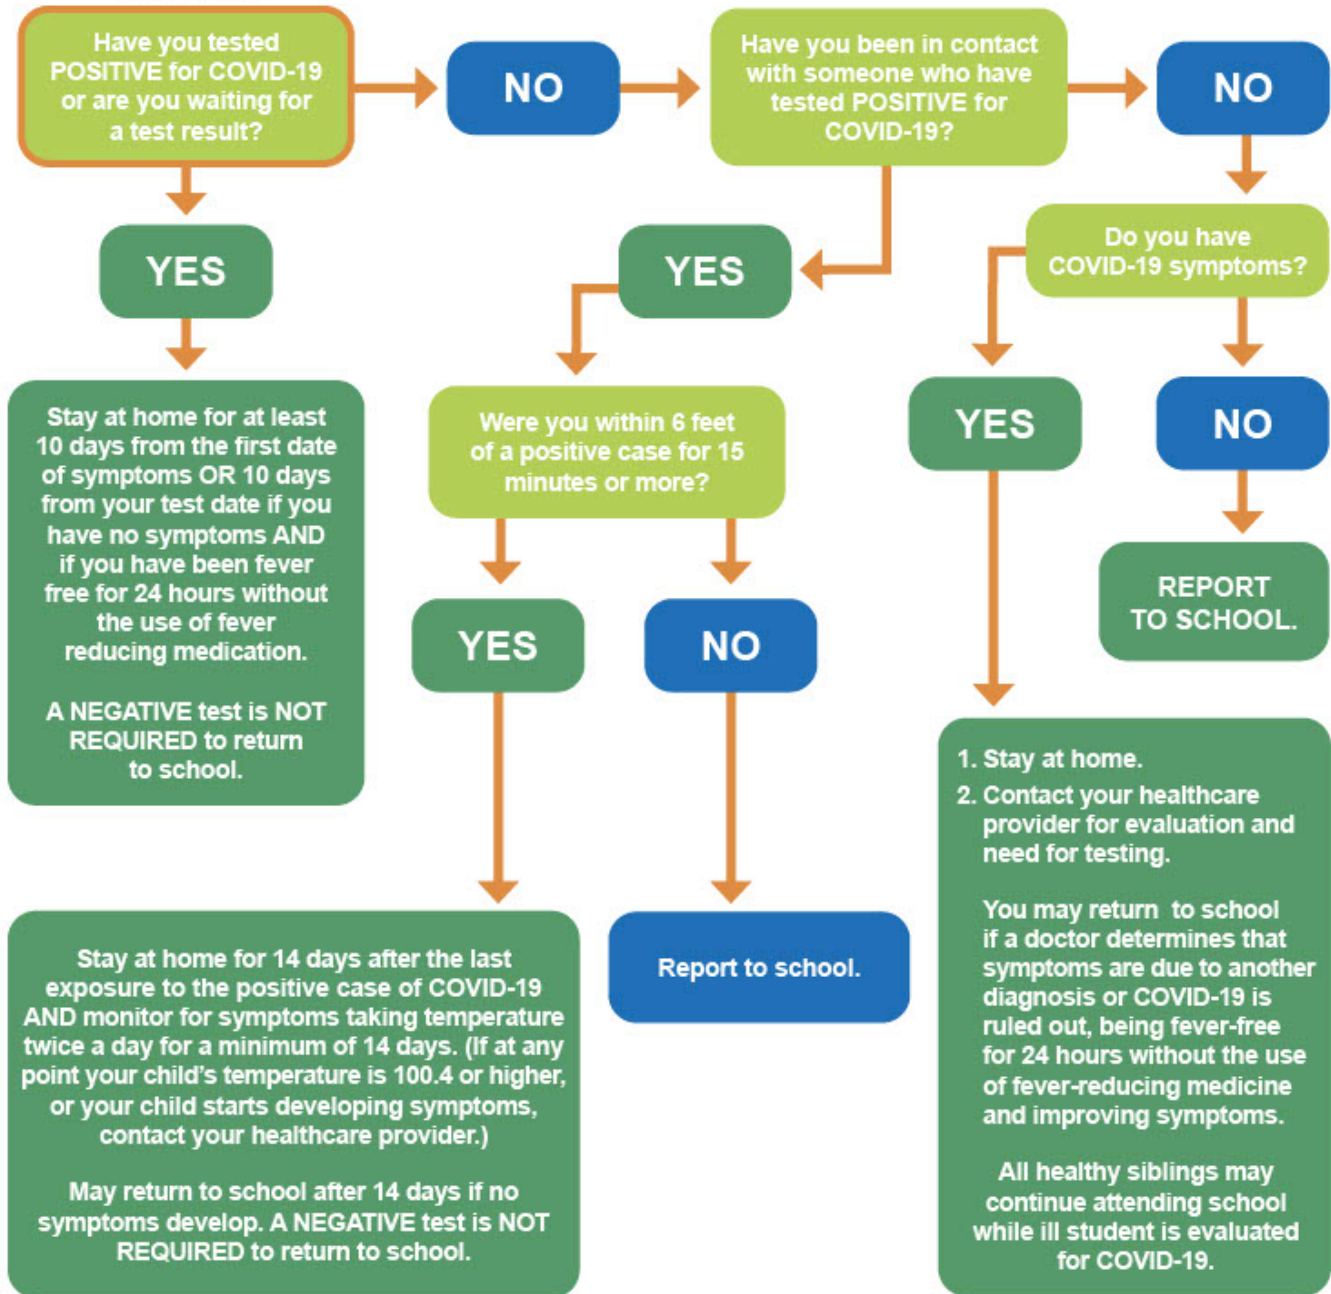 Have you tested
POSITIVE for COVID-19
or are you waiting for
a test result?
NO
Have you been in contact
with someone who have
tested POSITIVE for
COVID-19?
NO
YES
YES
Do you have
COVID-19 symptoms?
Stay at home for at least
10 days from the first date
of symptoms OR 10 days
from your test date if you
have no symptoms AND
if you have been fever
free for 24 hours without
the use of fever
reducing medication.
A NEGATIVE test is NOT
REQUIRED to return
to school.
Were you within 6 feet
of a positive case for 15
minutes or more?
YES
NO
REPORT
TO SCHOOL.
YES
NO
1. Stay at home.
2. Contact your healthcare
provider for evaluation and
need for testing.
You may return to school
if a doctor determines that
symptoms are due to another
diagnosis or COVID-19 is
ruled out, being fever-free
for 24 hours without the use
of fever-reducing medicine
and improving symptoms.
All healthy siblings may
continue attending school
while ill student is evaluated
for COVID-19.
Stay at home for 14 days after the last
exposure to the positive case of COVID-19
AND monitor for symptoms taking temperature
twice a day for a minimum of 14 days. (If at any
point your child's temperature is 100.4 or higher,
or your child starts developing symptoms,
contact your healthcare provider.)
May return to school after 14 days if no
symptoms develop. A NEGATIVE test is NOT
REQUIRED to return to school.
Report to school.